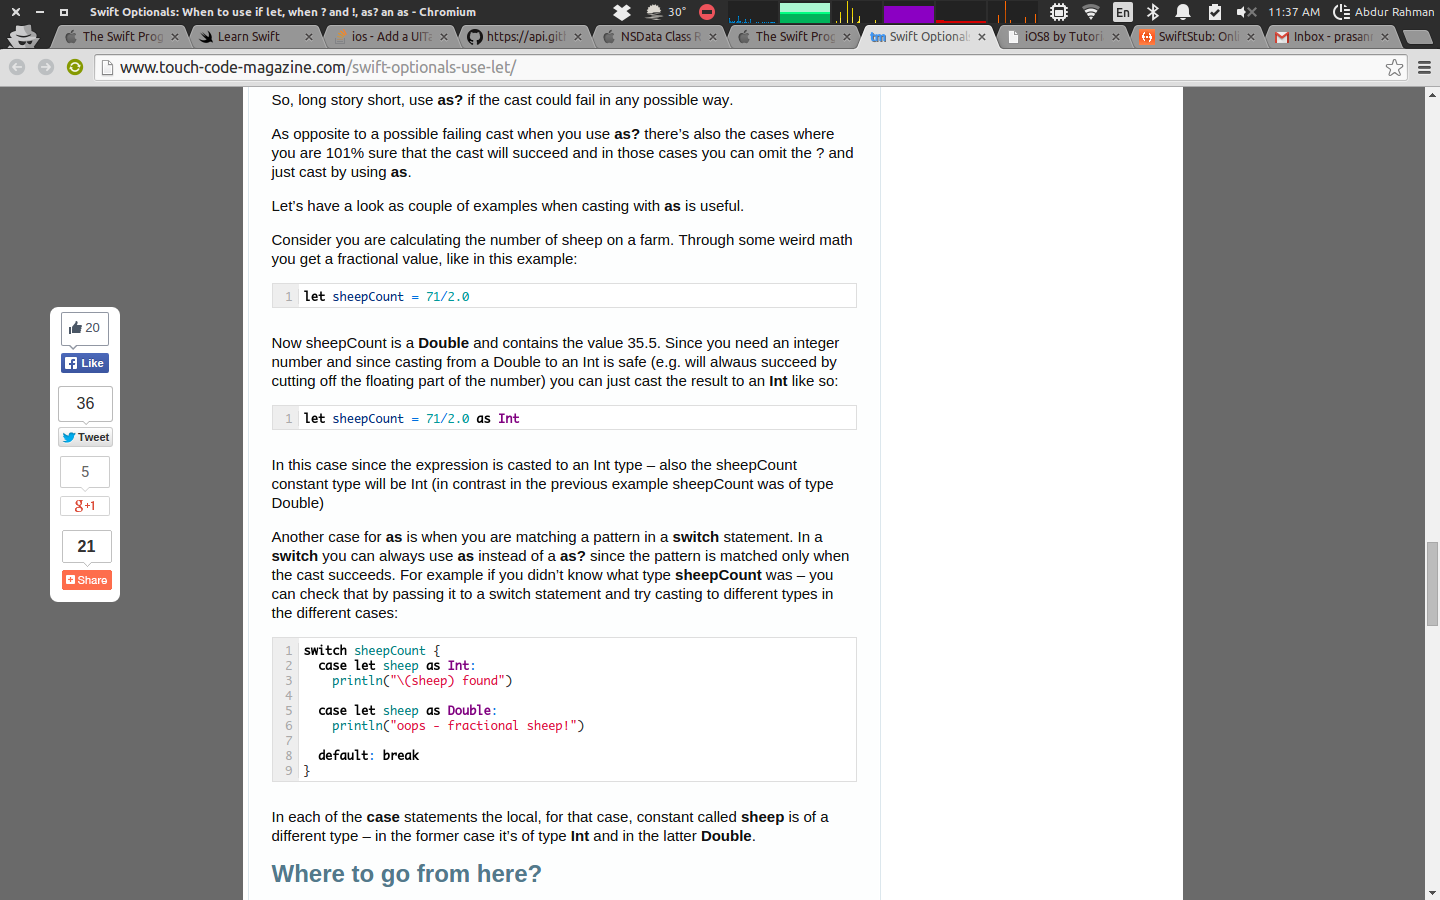 Swift Optionals: When to use if let, when ? and !, as? an as - Chromium
30°
En
11:37 AM
Abdur Rahman
The Swift Prog
Learn Swift
ios - Add a UITa
https://api.gith
NSData Class R
The Swift Prog
tm Swift Optionals
iOS8 by Tutori
SwiftStub: Onli
Inbox - prasann
www.touch-code-magazine.com/swift-optionals-use-let/
So, long story short, use as? if the cast could fail in any possible way.
As opposite to a possible failing cast when you use as? there's also the cases where
you are 101% sure that the cast will succeed and in those cases you can omit the ? and
just cast by using as.
Let's have a look as couple of examples when casting with as is useful.
Consider you are calculating the number of sheep on a farm. Through some weird math
you get a fractional value, like in this example:
1 let sheepCount = 71/2.0
Now sheepCount is a Double and contains the value 35.5. Since you need an integer
number and since casting from a Double to an Int is safe (e.g. will alwaus succeed by
cutting off the floating part of the number) you can just cast the result to an Int like so:
1 let sheepCount = 71/2.0 as Int
In this case since the expression is casted to an Int type – also the sheepCount
constant type will be Int (in contrast in the previous example sheepCount was of type
Double)
Another case for as is when you are matching a pattern in a switch statement. In a
switch you can always use as instead of a as? since the pattern is matched only when
the cast succeeds. For example if you didn't know what type sheepCount was – you
can check that by passing it to a switch statement and try casting to different types in
the different cases:
1 switch sheepCount {
2 case let sheep as Int:
3 println("\(sheep) found")
4
5 case let sheep as Double:
6 println("oops - fractional sheep!")
7
8 default: break
9 }
In each of the case statements the local, for that case, constant called sheep is of a
different type – in the former case it's of type Int and in the latter Double.
Where to go from here?
20
Like
36
Tweet
5
g+1
21
Share